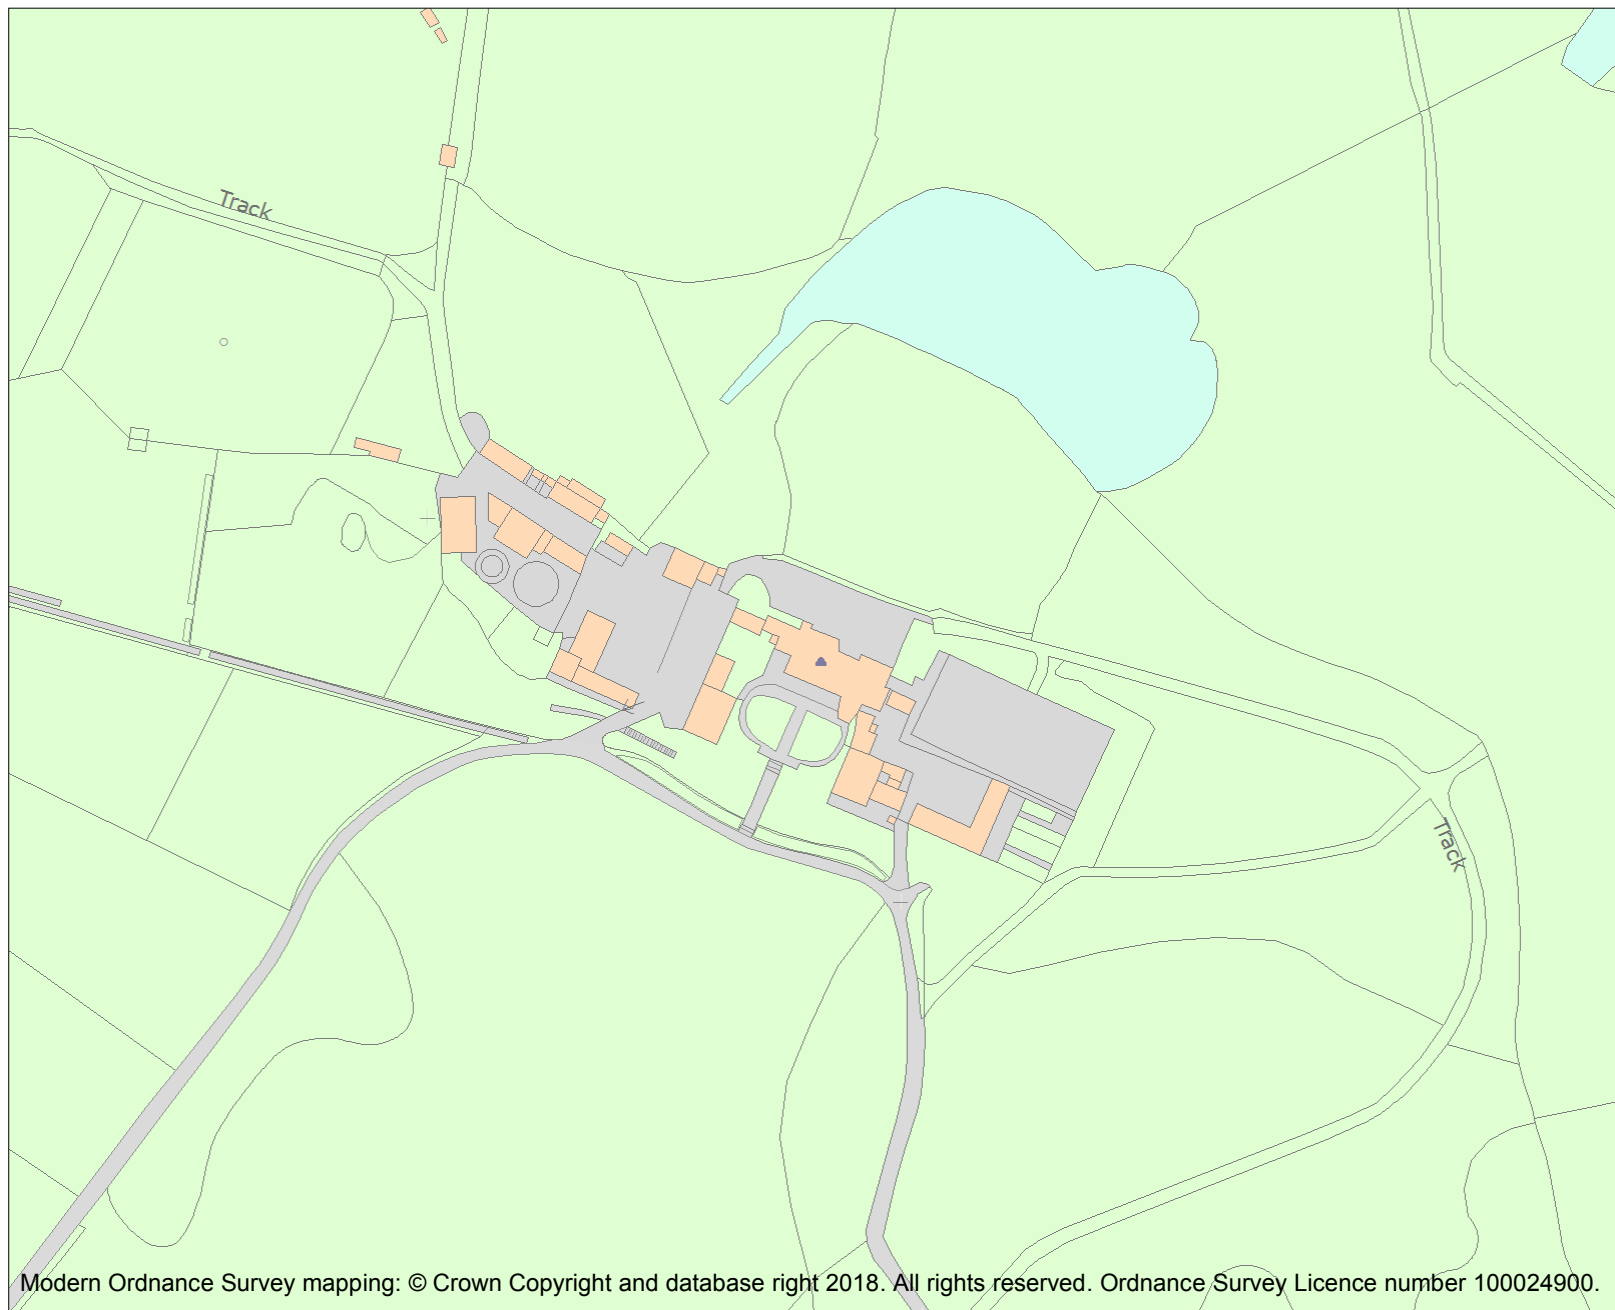 Track
Track
Modern Ordnance Survey mapping: © Crown Copyright and database right 2018. All rights reserved. Ordnance Survey Licence number 100024900.